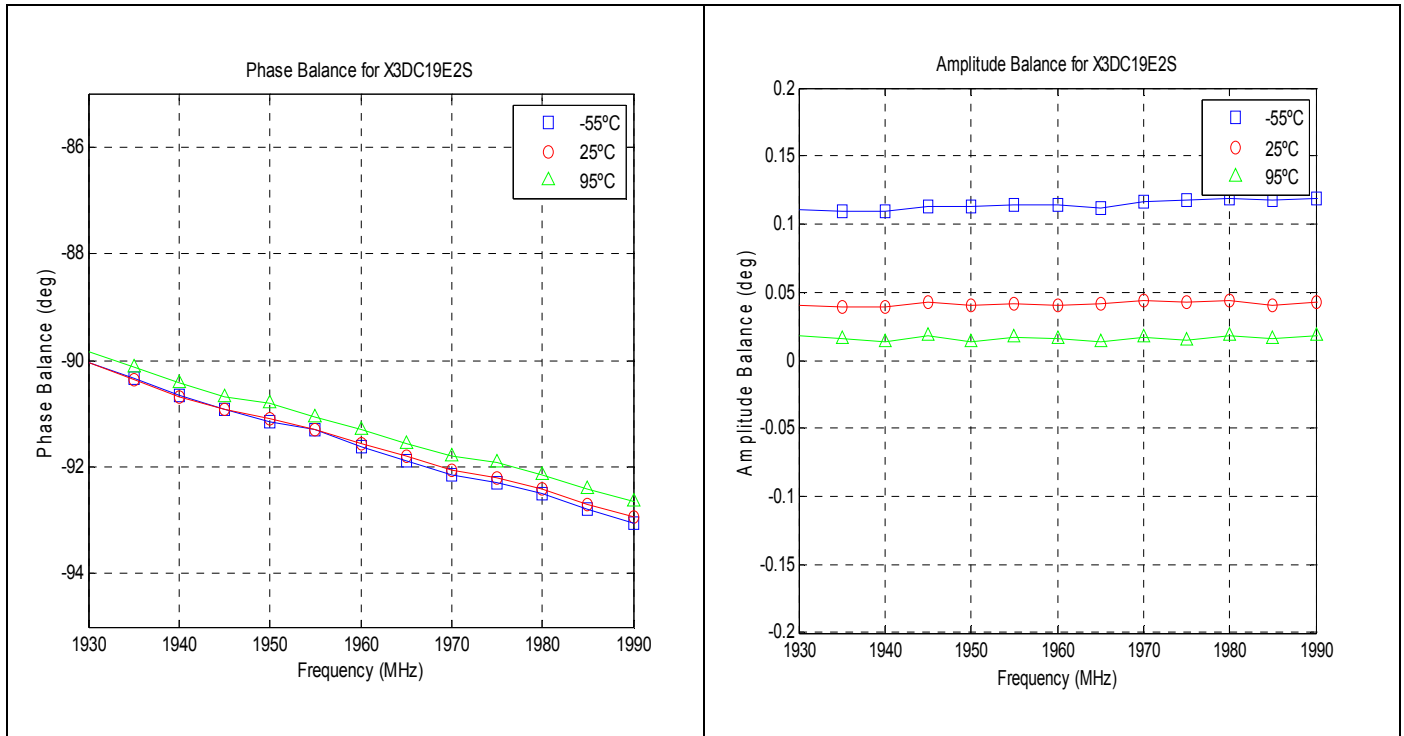 Phase Balance for X3DC19E2S
-55ºC
25ºC
95ºC
-86
-88
-90
-92
-94
Phase Balance (deg)
1930 1940 1950 1960 1970 1980 1990
Frequency (MHz)
Amplitude Balance for X3DC19E2S
-55ºC
25ºC
95ºC
0.2
0.15
0.1
0.05
0
-0.05
-0.1
-0.15
-0.2
Amplitude Balance (deg)
1930 1940 1950 1960 1970 1980 1990
Frequency (MHz)